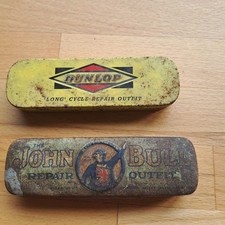 DUNLOP
"LONG" CYCLE REPAIR OUTFIT
THE
JOHN BULL
REPAIR OUTFIT